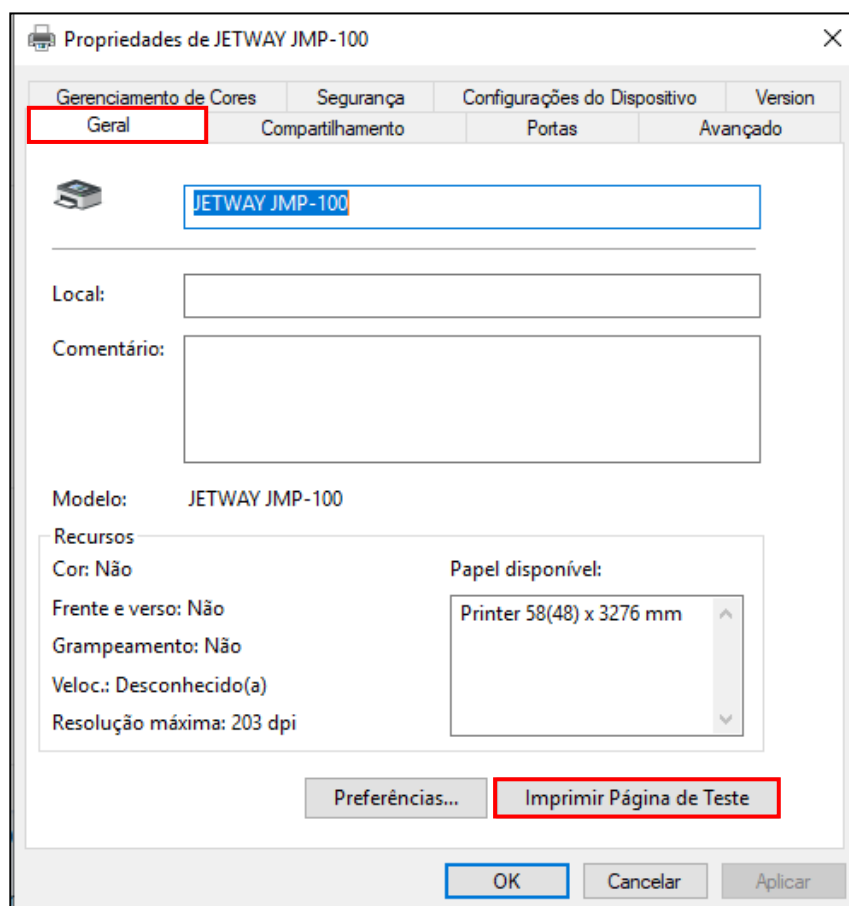 Propriedades de JETWAY JMP-100
Gerenciamento de Cores Segurança Configurações do Dispositivo Version
Geral Compartilhamento Portas Avançado
JETWAY JMP-100
Local:
Comentário:
Modelo: JETWAY JMP-100
Recursos
Cor: Não Papel disponível:
Frente e verso: Não Printer 58(48) x 3276 mm
Grampeamento: Não
Veloc.: Desconhecido(a)
Resolução máxima: 203 dpi
Preferências... Imprimir Página de Teste
OK Cancelar Aplicar